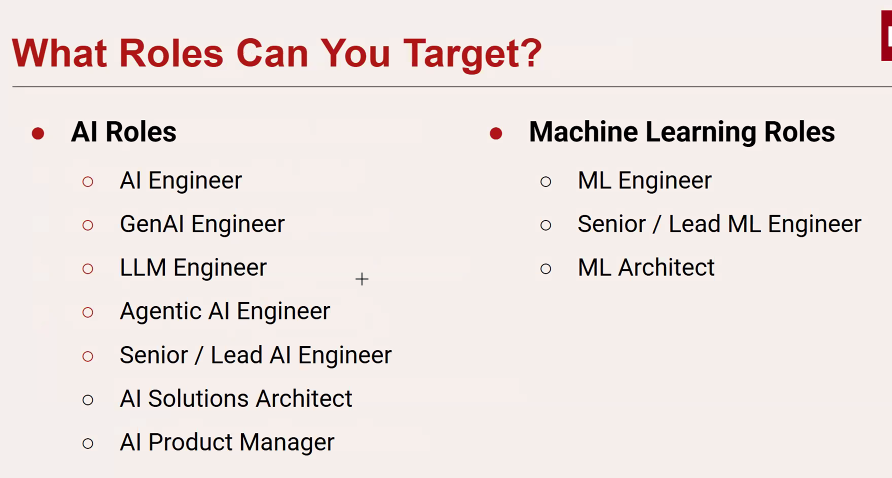 What Roles Can You Target?
AI Roles
AI Engineer
GenAI Engineer
LLM Engineer
Agentic AI Engineer
Senior / Lead AI Engineer
AI Solutions Architect
AI Product Manager
Machine Learning Roles
ML Engineer
Senior / Lead ML Engineer
ML Architect